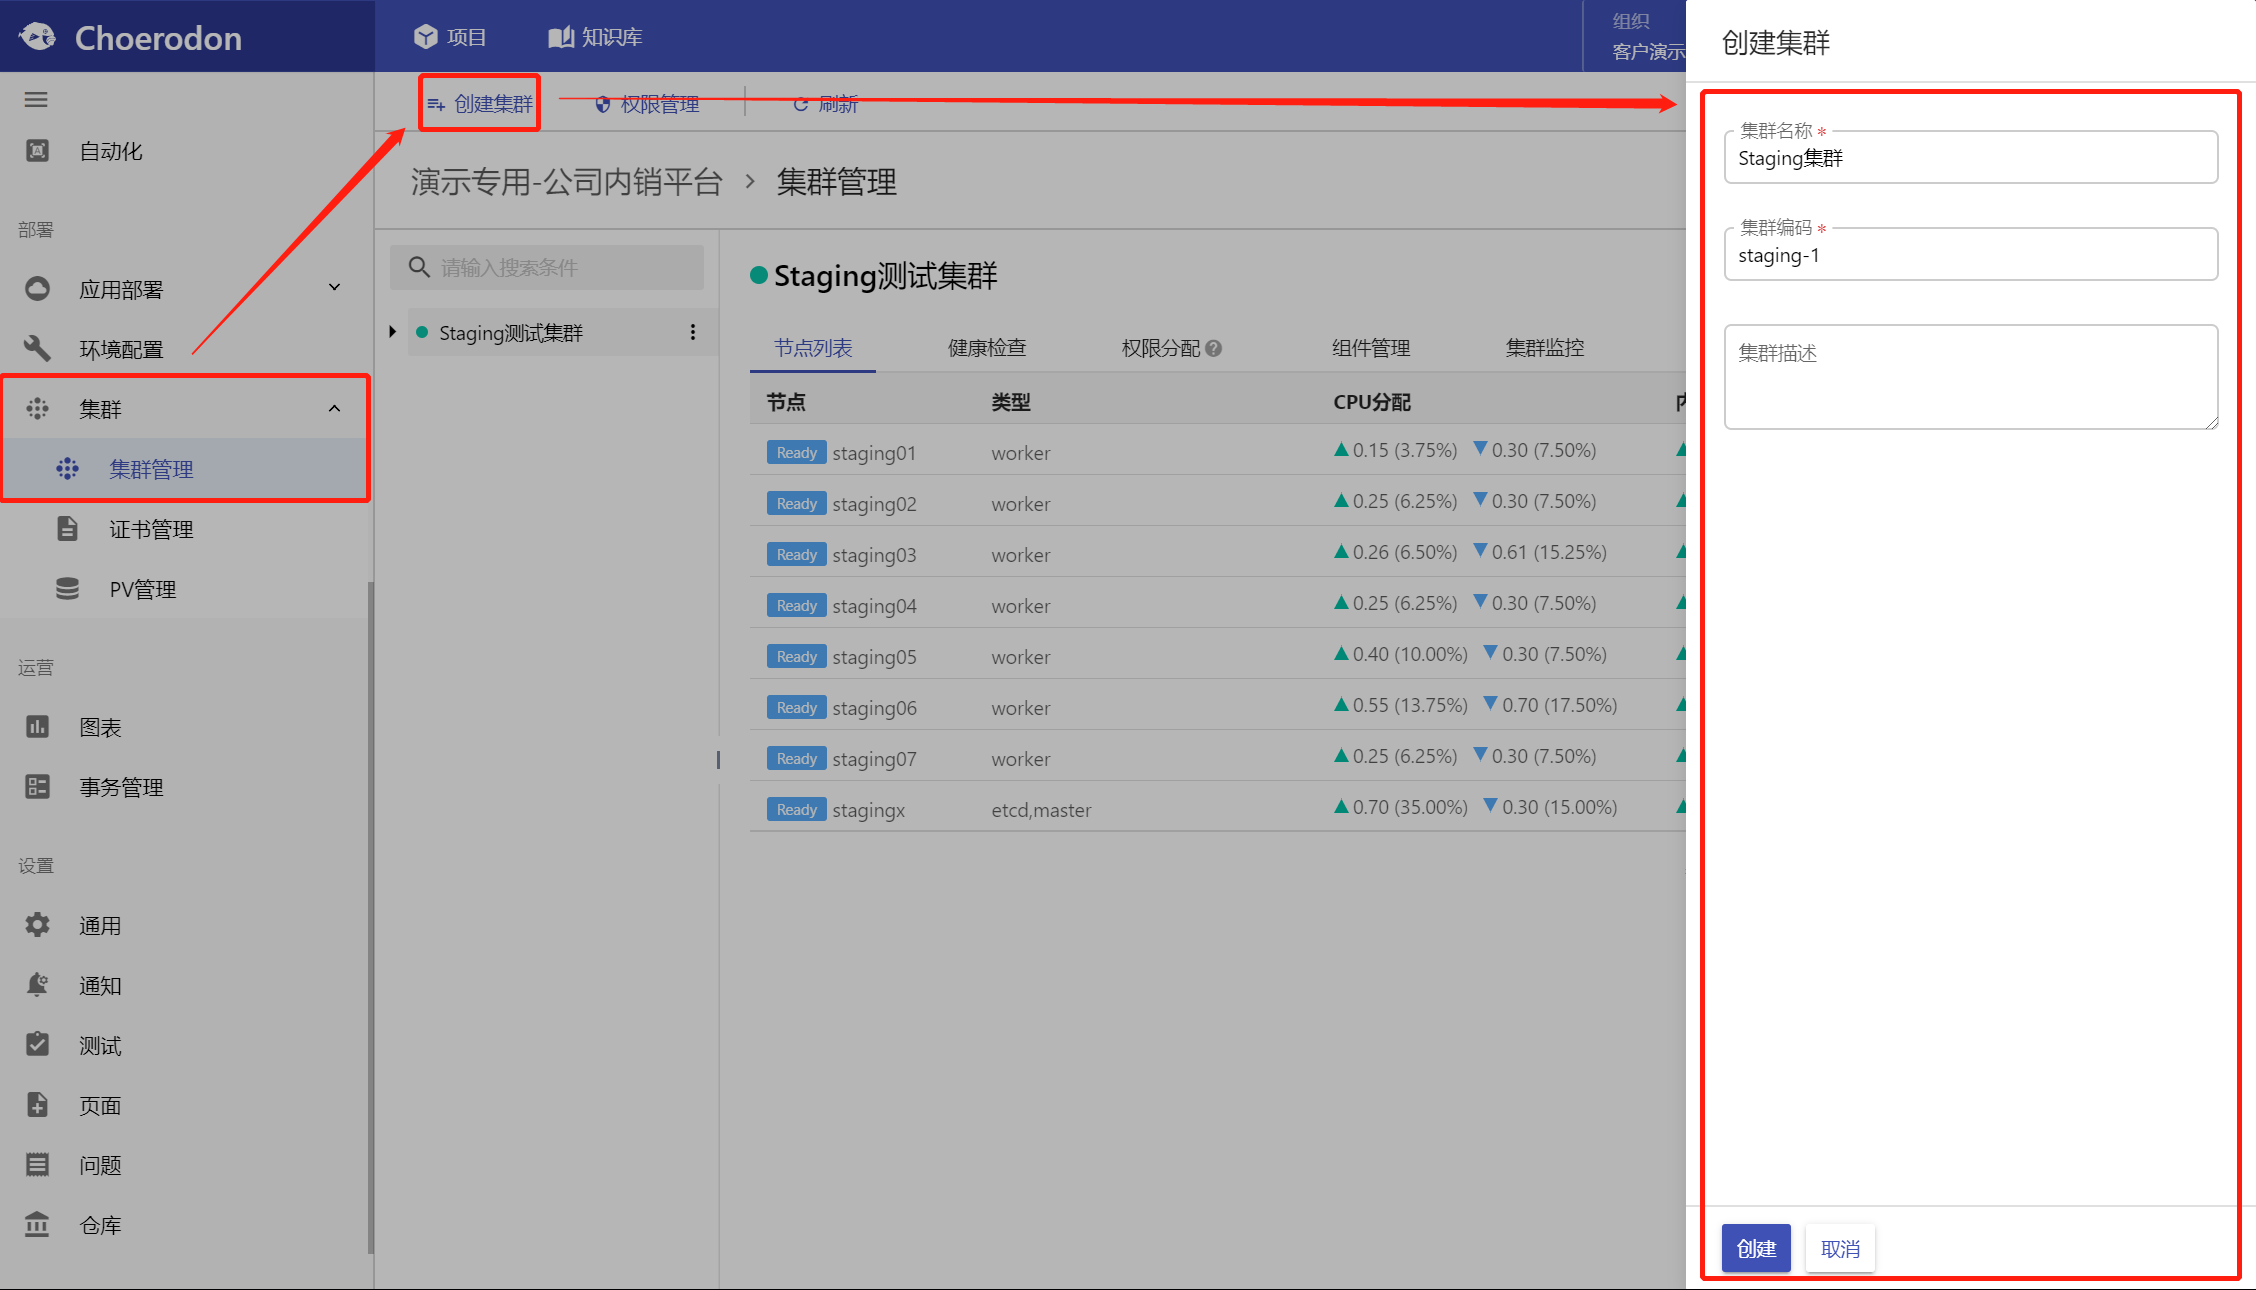 Choerodon
项目
知识库
组织
客户演示
创建集群
权限管理
刷新
演示专用-公司内销平台 › 集群管理
自动化
部署
应用部署
环境配置
集群
集群管理
证书管理
PV管理
运营
图表
事务管理
设置
通用
通知
测试
页面
问题
仓库
请输入搜索条件
Staging测试集群
Staging测试集群
节点列表 健康检查 权限分配 组件管理 集群监控
节点 类型 CPU分配
Ready staging01 worker 0.15 (3.75%) 0.30 (7.50%)
Ready staging02 worker 0.25 (6.25%) 0.30 (7.50%)
Ready staging03 worker 0.26 (6.50%) 0.61 (15.25%)
Ready staging04 worker 0.25 (6.25%) 0.30 (7.50%)
Ready staging05 worker 0.40 (10.00%) 0.30 (7.50%)
Ready staging06 worker 0.55 (13.75%) 0.70 (17.50%)
Ready staging07 worker 0.25 (6.25%) 0.30 (7.50%)
Ready stagingx etcd,master 0.70 (35.00%) 0.30 (15.00%)
创建集群
集群名称 *
Staging集群
集群编码 *
staging-1
集群描述
创建
取消